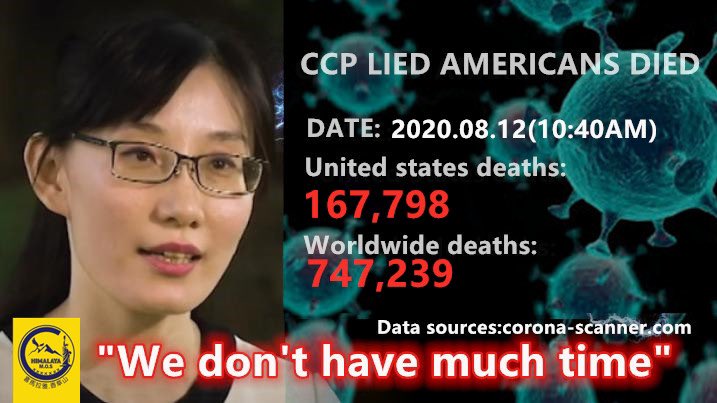 CCP LIED AMERICANS DIED
DATE: 2020.08.12(10:40AM)
United states deaths:
167,798
Worldwide deaths:
747,239
Data sources:corona-scanner.com
HIMALAYA
M.O.S
"We don't have much time"